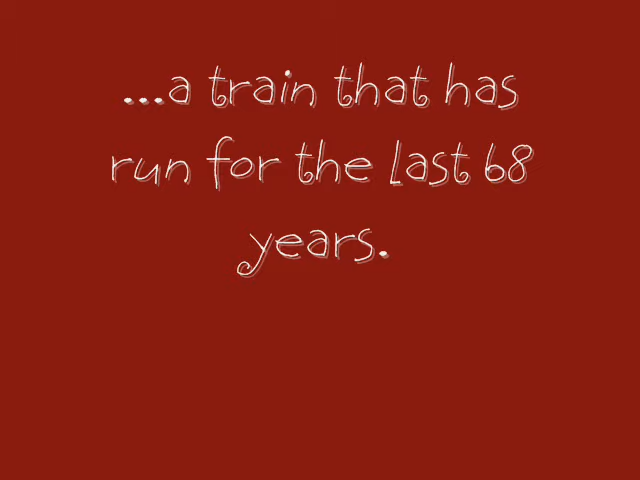 ...a train that has
run for the last 68
years.